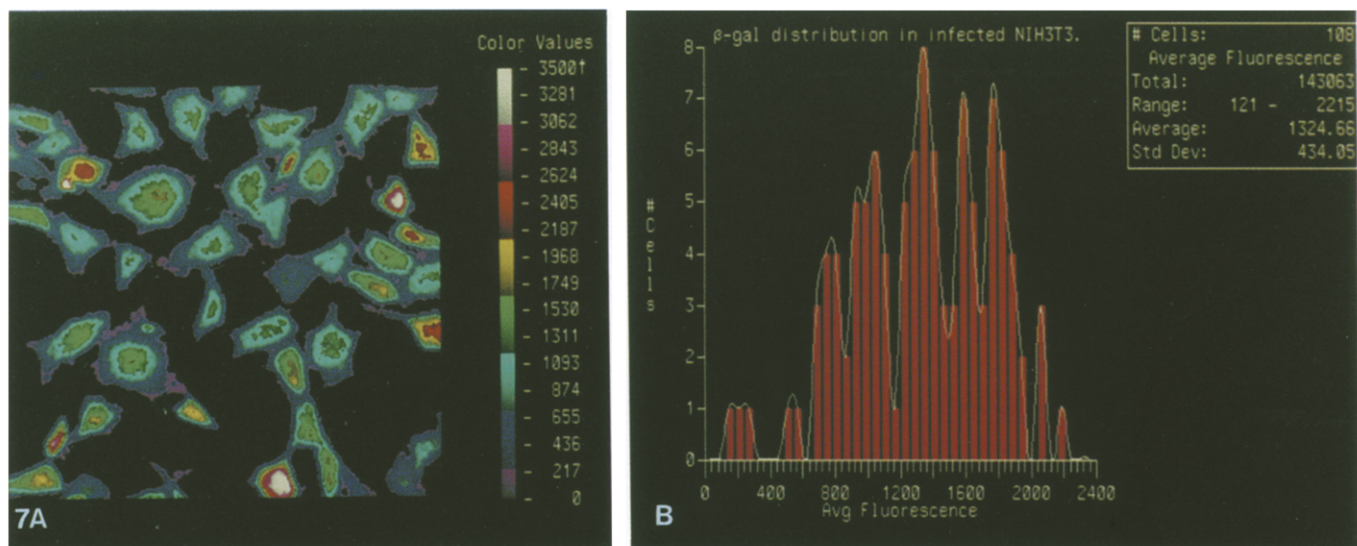 Color Values
3500↑
3281
3062
2843
2624
2405
2187
1968
1749
1530
1311
1093
874
655
436
217
0
7A
β-gal distribution in infected NIH3T3.
# Cells: 108
Average Fluorescence
Total: 143063
Range: 121 - 2215
Average: 1324.66
Std Dev: 434.05
8
7
6
5
4
3
2
1
0
# Cells
0 400 800 1200 1600 2000 2400
Avg Fluorescence
B